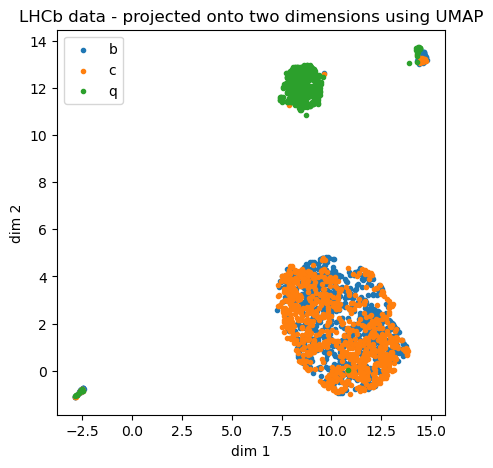 LHCb data - projected onto two dimensions using UMAP
b
c
q
14
12
10
8
6
4
2
0
dim 2
−2.5 0.0 2.5 5.0 7.5 10.0 12.5 15.0
dim 1